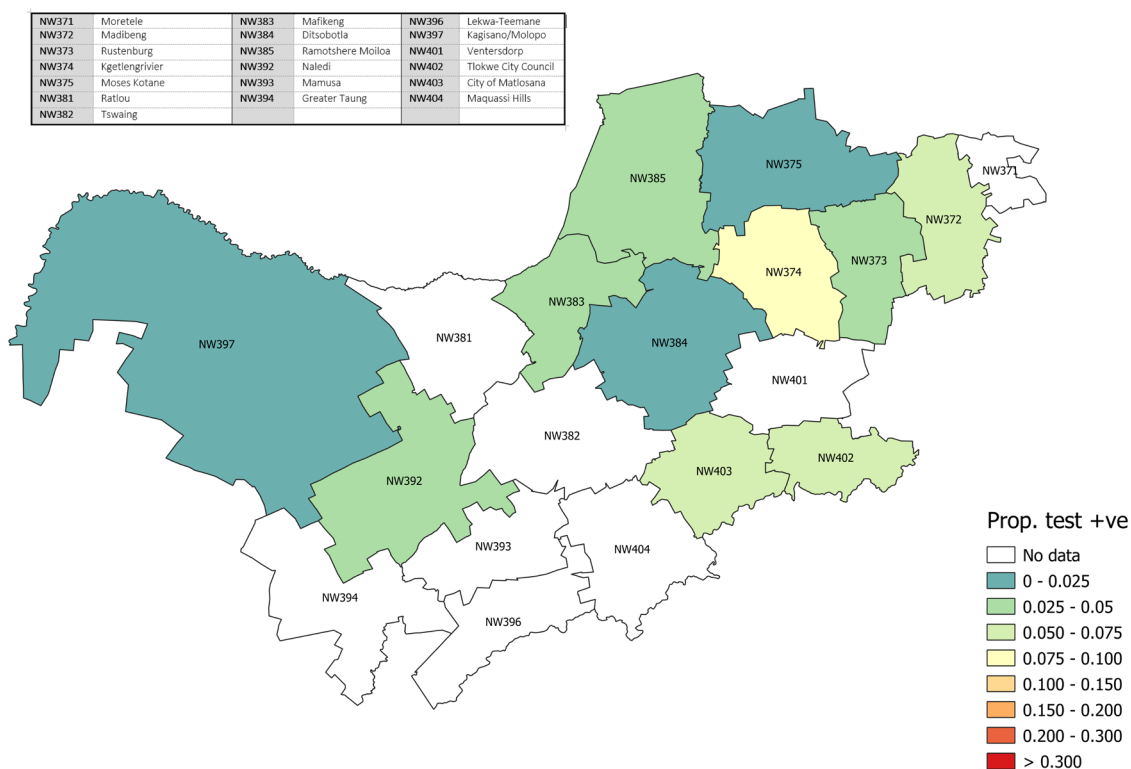 NW371 Moretele NW383 Mafikeng NW396 Lekwa-Teemane
NW372 Madibeng NW384 Ditsobotla NW397 Kagisano/Molopo
NW373 Rustenburg NW385 Ramotshere Moiloa NW401 Ventersdorp
NW374 Kgetlengrivier NW392 Naledi NW402 Tlokwe City Council
NW375 Moses Kotane NW393 Mamusa NW403 City of Matlosana
NW381 Ratlou NW394 Greater Taung NW404 Maquassi Hills
NW382 Tswaing
NW375
NW371
NW385
NW372
NW373
NW374
NW383
NW381
NW397
NW384
NW401
NW382
NW402
NW403
NW392
NW393
NW404
NW394
NW396
Prop. test +ve
No data
0 - 0.025
0.025 - 0.05
0.050 - 0.075
0.075 - 0.100
0.100 - 0.150
0.150 - 0.200
0.200 - 0.300
> 0.300